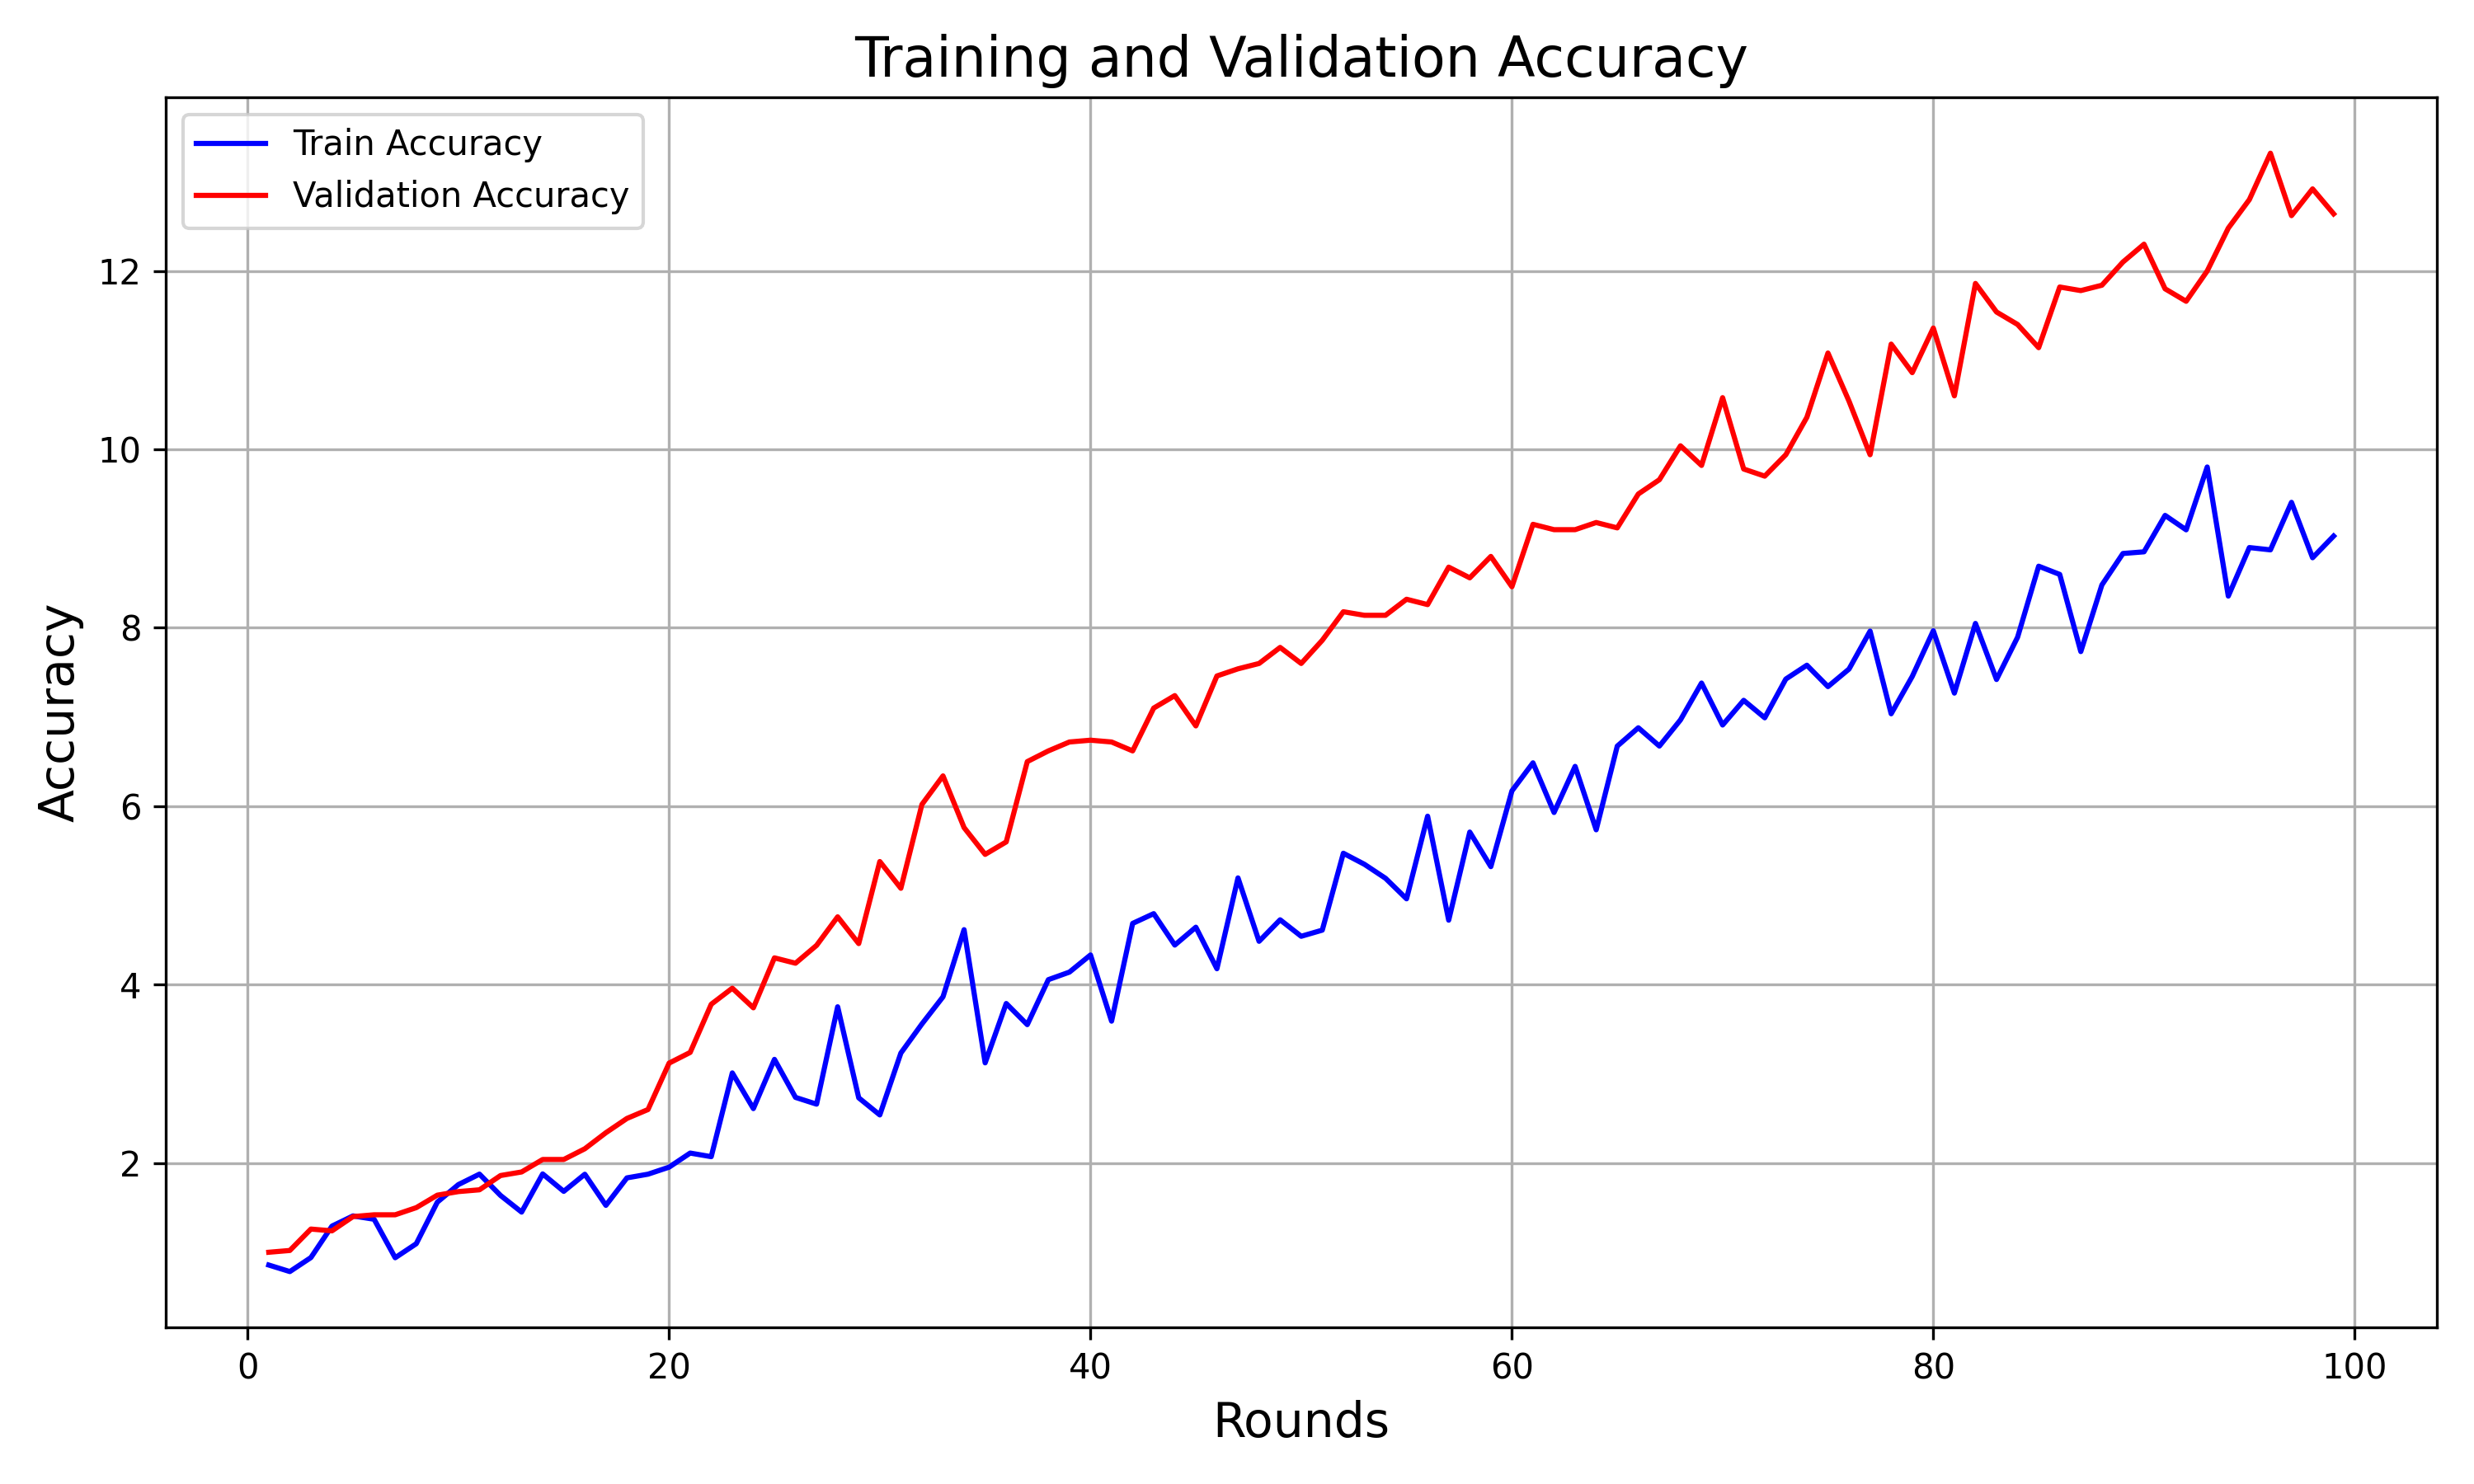 Training and Validation Accuracy
Train Accuracy
Validation Accuracy
12
10
8
6
4
2
Accuracy
0 20 40 60 80 100
Rounds